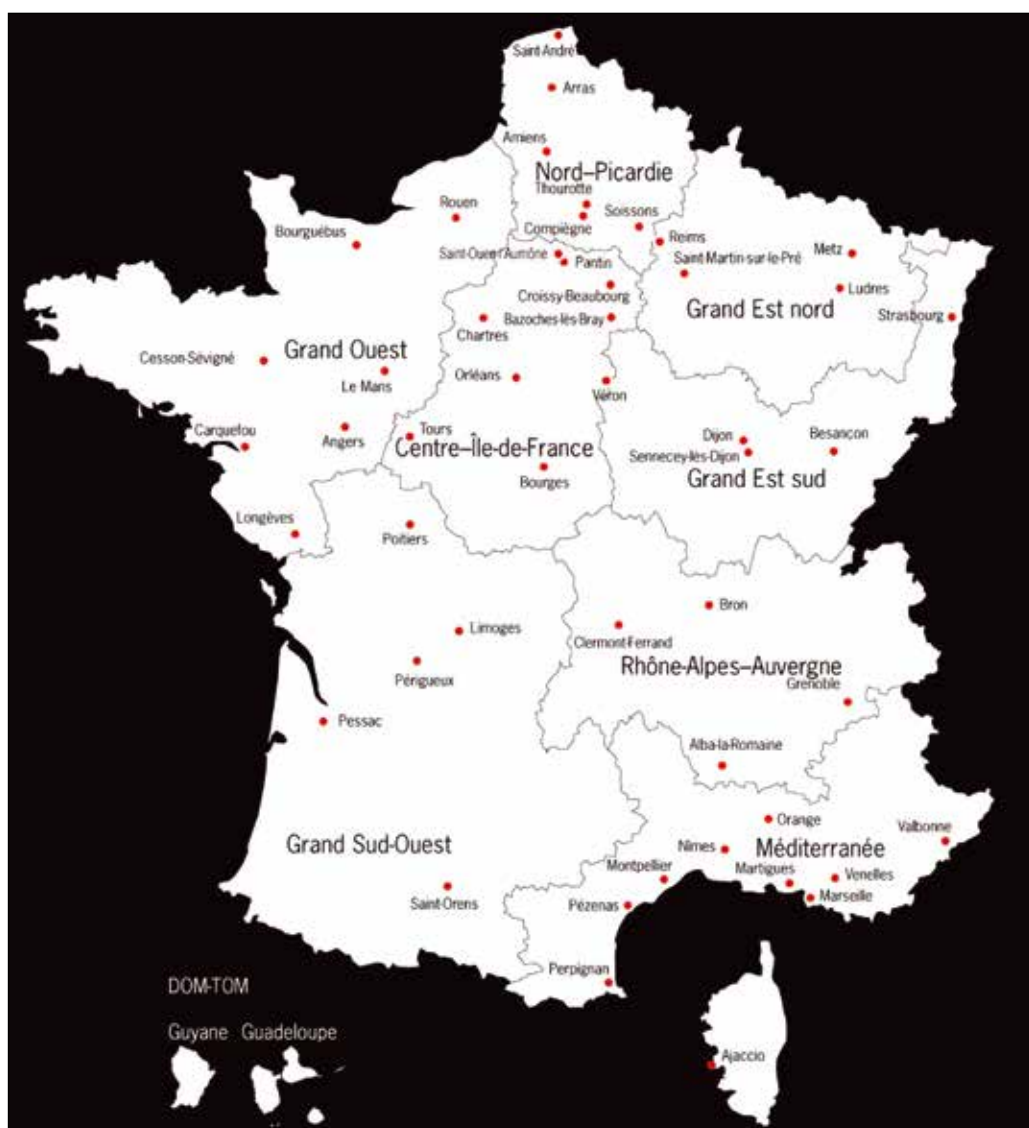 Saint-André
Arras
Amiens
Nord–Picardie
Thourotte
Rouen
Soissons
Compiègne
Bourguébus
Reims
Saint-Ouen-l'Aumône
Pantin
Metz
Saint-Martin-sur-le-Pré
Croissy-Beaubourg
Ludres
Grand Est nord
Chartres
Bazoches-lès-Bray
Strasbourg
Grand Ouest
Cesson-Sévigné
Le Mans
Orléans
Véron
Carquefou
Angers
Tours
Dijon
Besançon
Centre–Île-de-France
Sennecey-lès-Dijon
Grand Est sud
Bourges
Longèves
Poitiers
Bron
Limoges
Clermont-Ferrand
Rhône-Alpes–Auvergne
Périgueux
Grenoble
Pessac
Alba-la-Romaine
Orange
Valbonne
Grand Sud-Ouest
Nîmes
Méditerranée
Montpellier
Martigues
Venelles
Saint-Orens
Pézenas
Marseille
Perpignan
DOM-TOM
Guyane Guadeloupe
Ajaccio